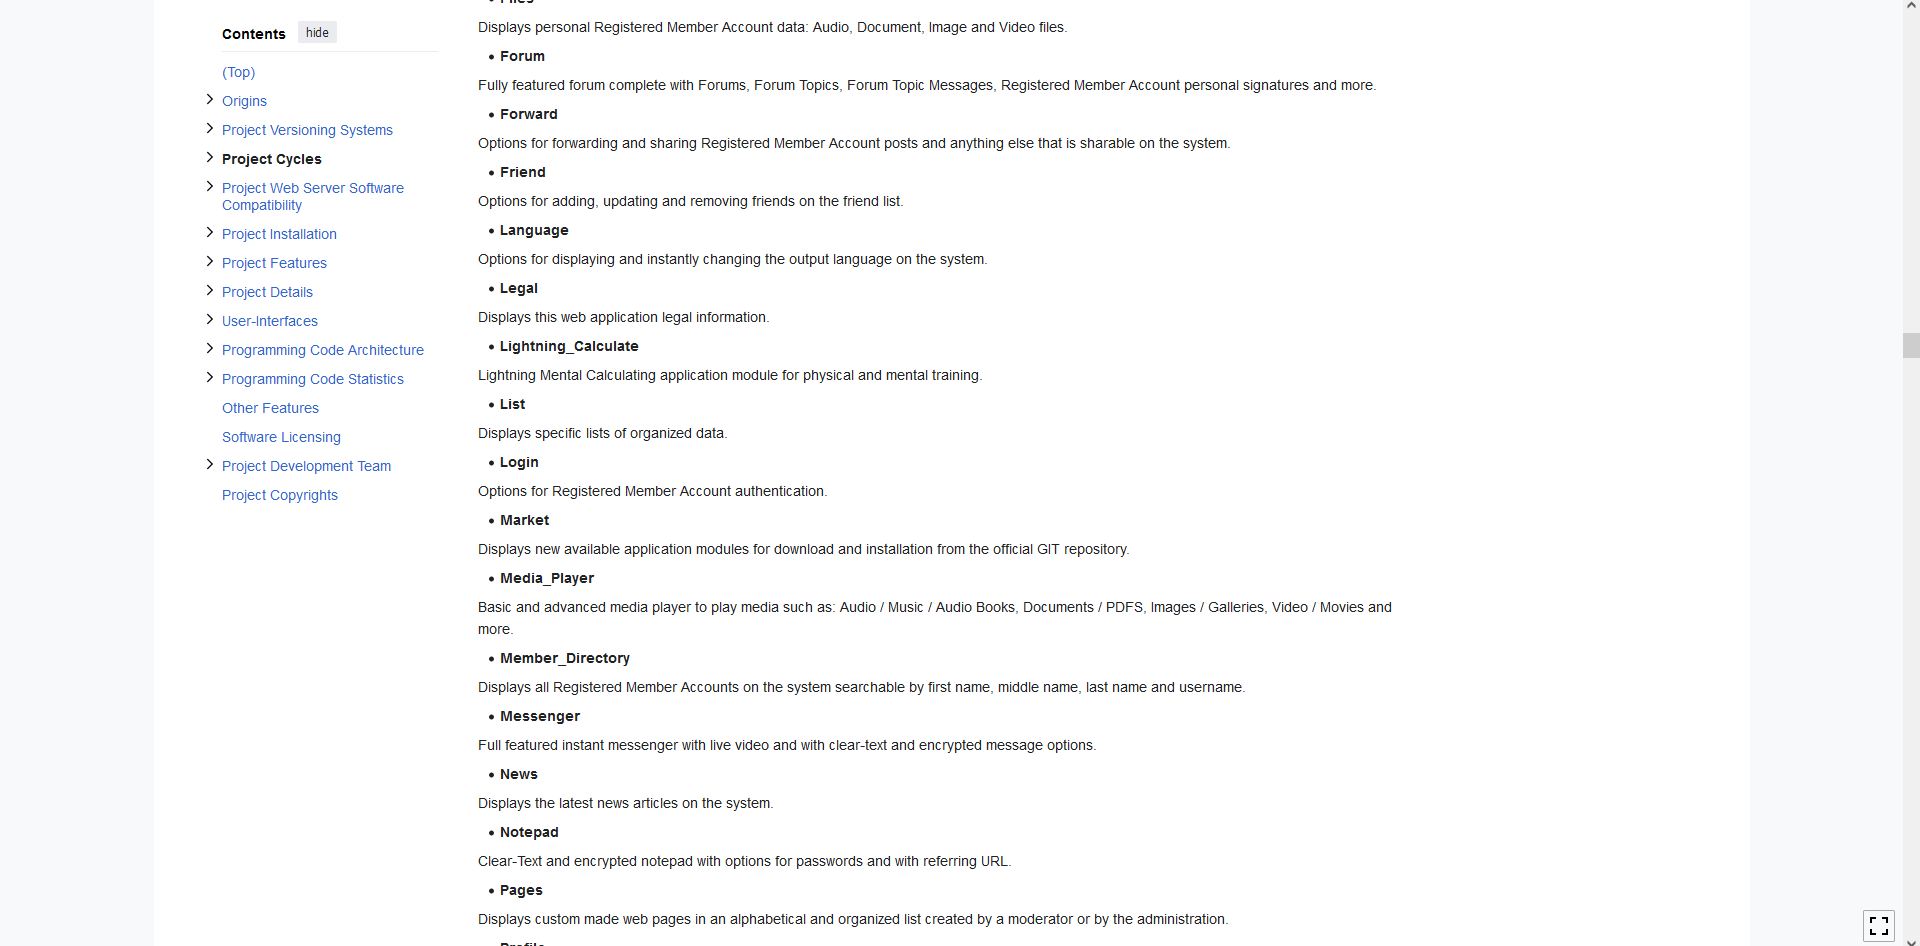 Contents hide
(Top)
Origins
Project Versioning Systems
Project Cycles
Project Web Server Software
Compatibility
Project Installation
Project Features
Project Details
User-Interfaces
Programming Code Architecture
Programming Code Statistics
Other Features
Software Licensing
Project Development Team
Project Copyrights
Files
Displays personal Registered Member Account data: Audio, Document, Image and Video files.
• Forum
Fully featured forum complete with Forums, Forum Topics, Forum Topic Messages, Registered Member Account personal signatures and more.
• Forward
Options for forwarding and sharing Registered Member Account posts and anything else that is sharable on the system.
• Friend
Options for adding, updating and removing friends on the friend list.
• Language
Options for displaying and instantly changing the output language on the system.
• Legal
Displays this web application legal information.
• Lightning_Calculate
Lightning Mental Calculating application module for physical and mental training.
• List
Displays specific lists of organized data.
• Login
Options for Registered Member Account authentication.
• Market
Displays new available application modules for download and installation from the official GIT repository.
• Media_Player
Basic and advanced media player to play media such as: Audio / Music / Audio Books, Documents / PDFS, Images / Galleries, Video / Movies and
more.
• Member_Directory
Displays all Registered Member Accounts on the system searchable by first name, middle name, last name and username.
• Messenger
Full featured instant messenger with live video and with clear-text and encrypted message options.
• News
Displays the latest news articles on the system.
• Notepad
Clear-Text and encrypted notepad with options for passwords and with referring URL.
• Pages
Displays custom made web pages in an alphabetical and organized list created by a moderator or by the administration.
Profile